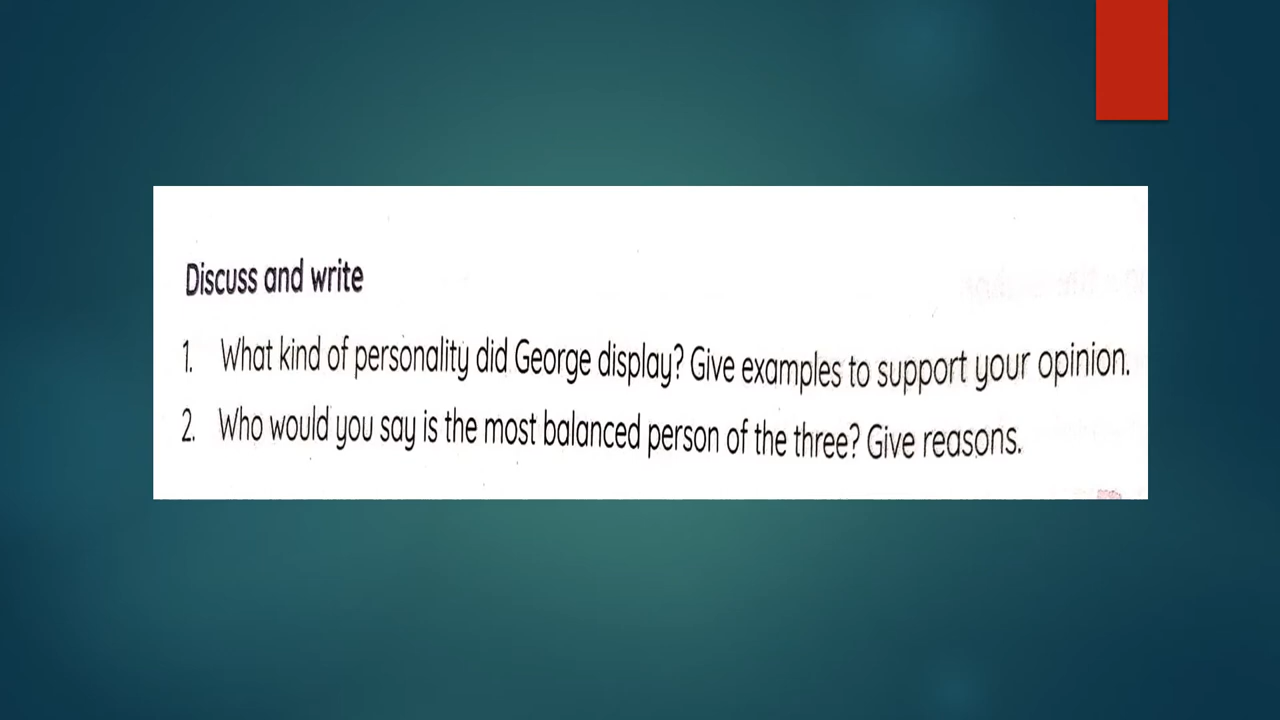 Discuss and write
1. What kind of personality did George display? Give examples to support your opinion.
2. Who would you say is the most balanced person of the three? Give reasons.